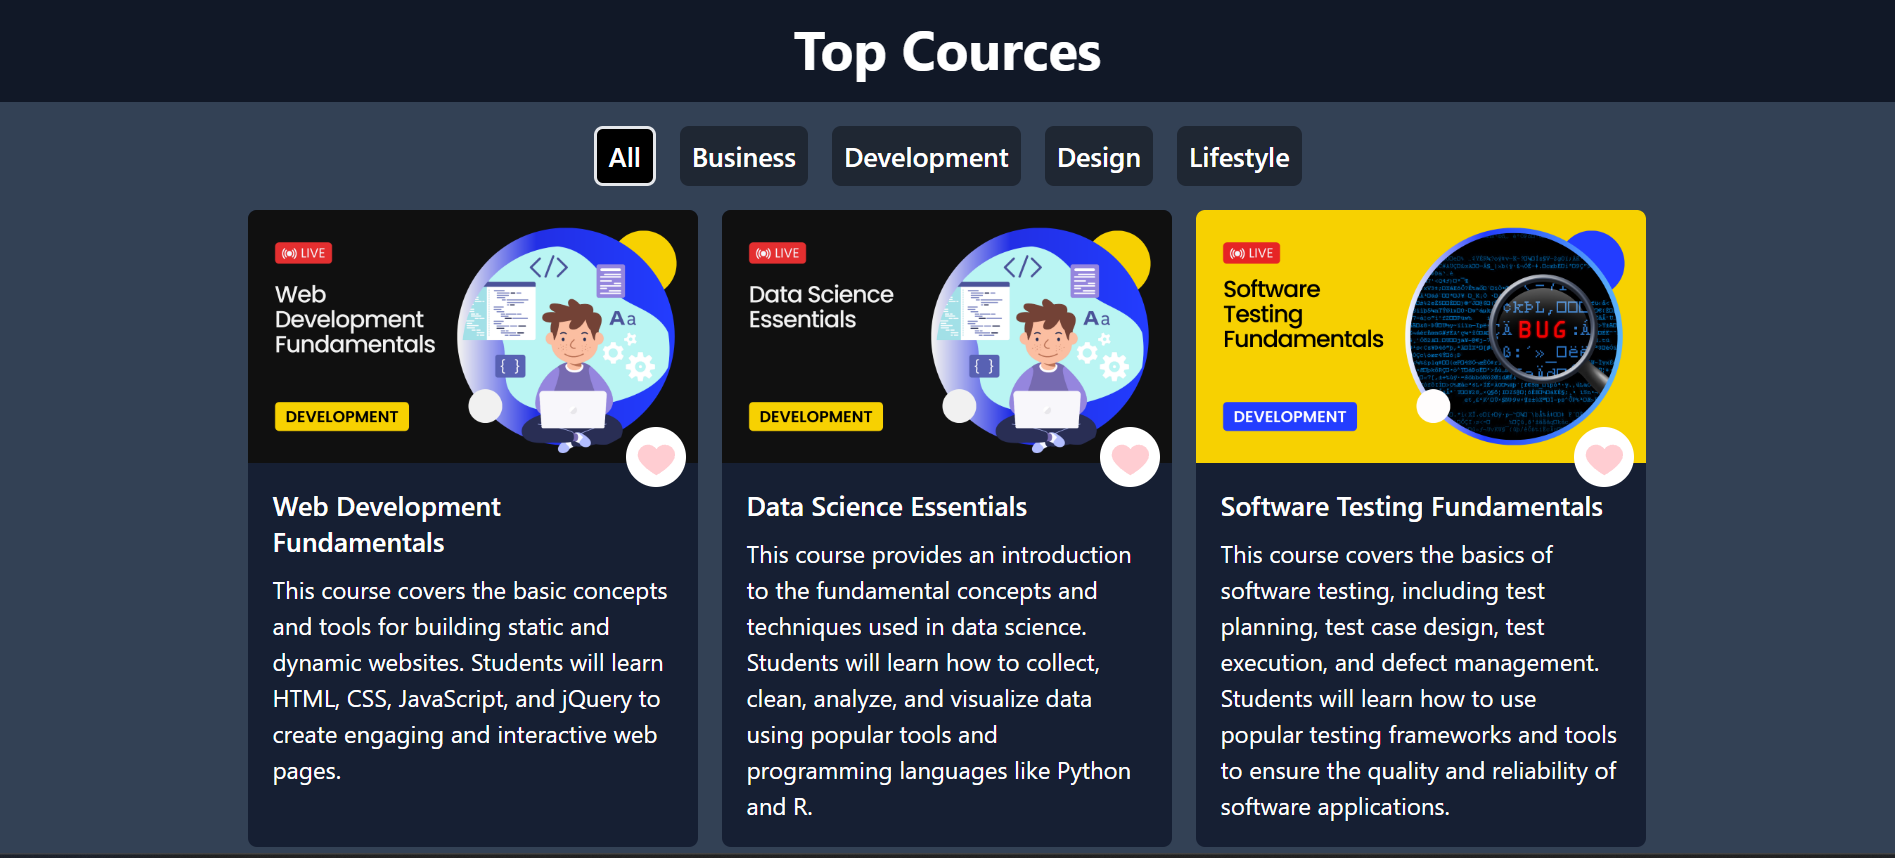 Top Cources
All
Business
Development
Design
Lifestyle
LIVE
Web
Development
Fundamentals
</>
Aa
{ }
DEVELOPMENT
LIVE
Data Science
Essentials
</>
Aa
{ }
DEVELOPMENT
LIVE
Software
Testing
Fundamentals
BUG
DEVELOPMENT
Web Development
Fundamentals
This course covers the basic concepts
and tools for building static and
dynamic websites. Students will learn
HTML, CSS, JavaScript, and jQuery to
create engaging and interactive web
pages.
Data Science Essentials
This course provides an introduction
to the fundamental concepts and
techniques used in data science.
Students will learn how to collect,
clean, analyze, and visualize data
using popular tools and
programming languages like Python
and R.
Software Testing Fundamentals
This course covers the basics of
software testing, including test
planning, test case design, test
execution, and defect management.
Students will learn how to use
popular testing frameworks and tools
to ensure the quality and reliability of
software applications.